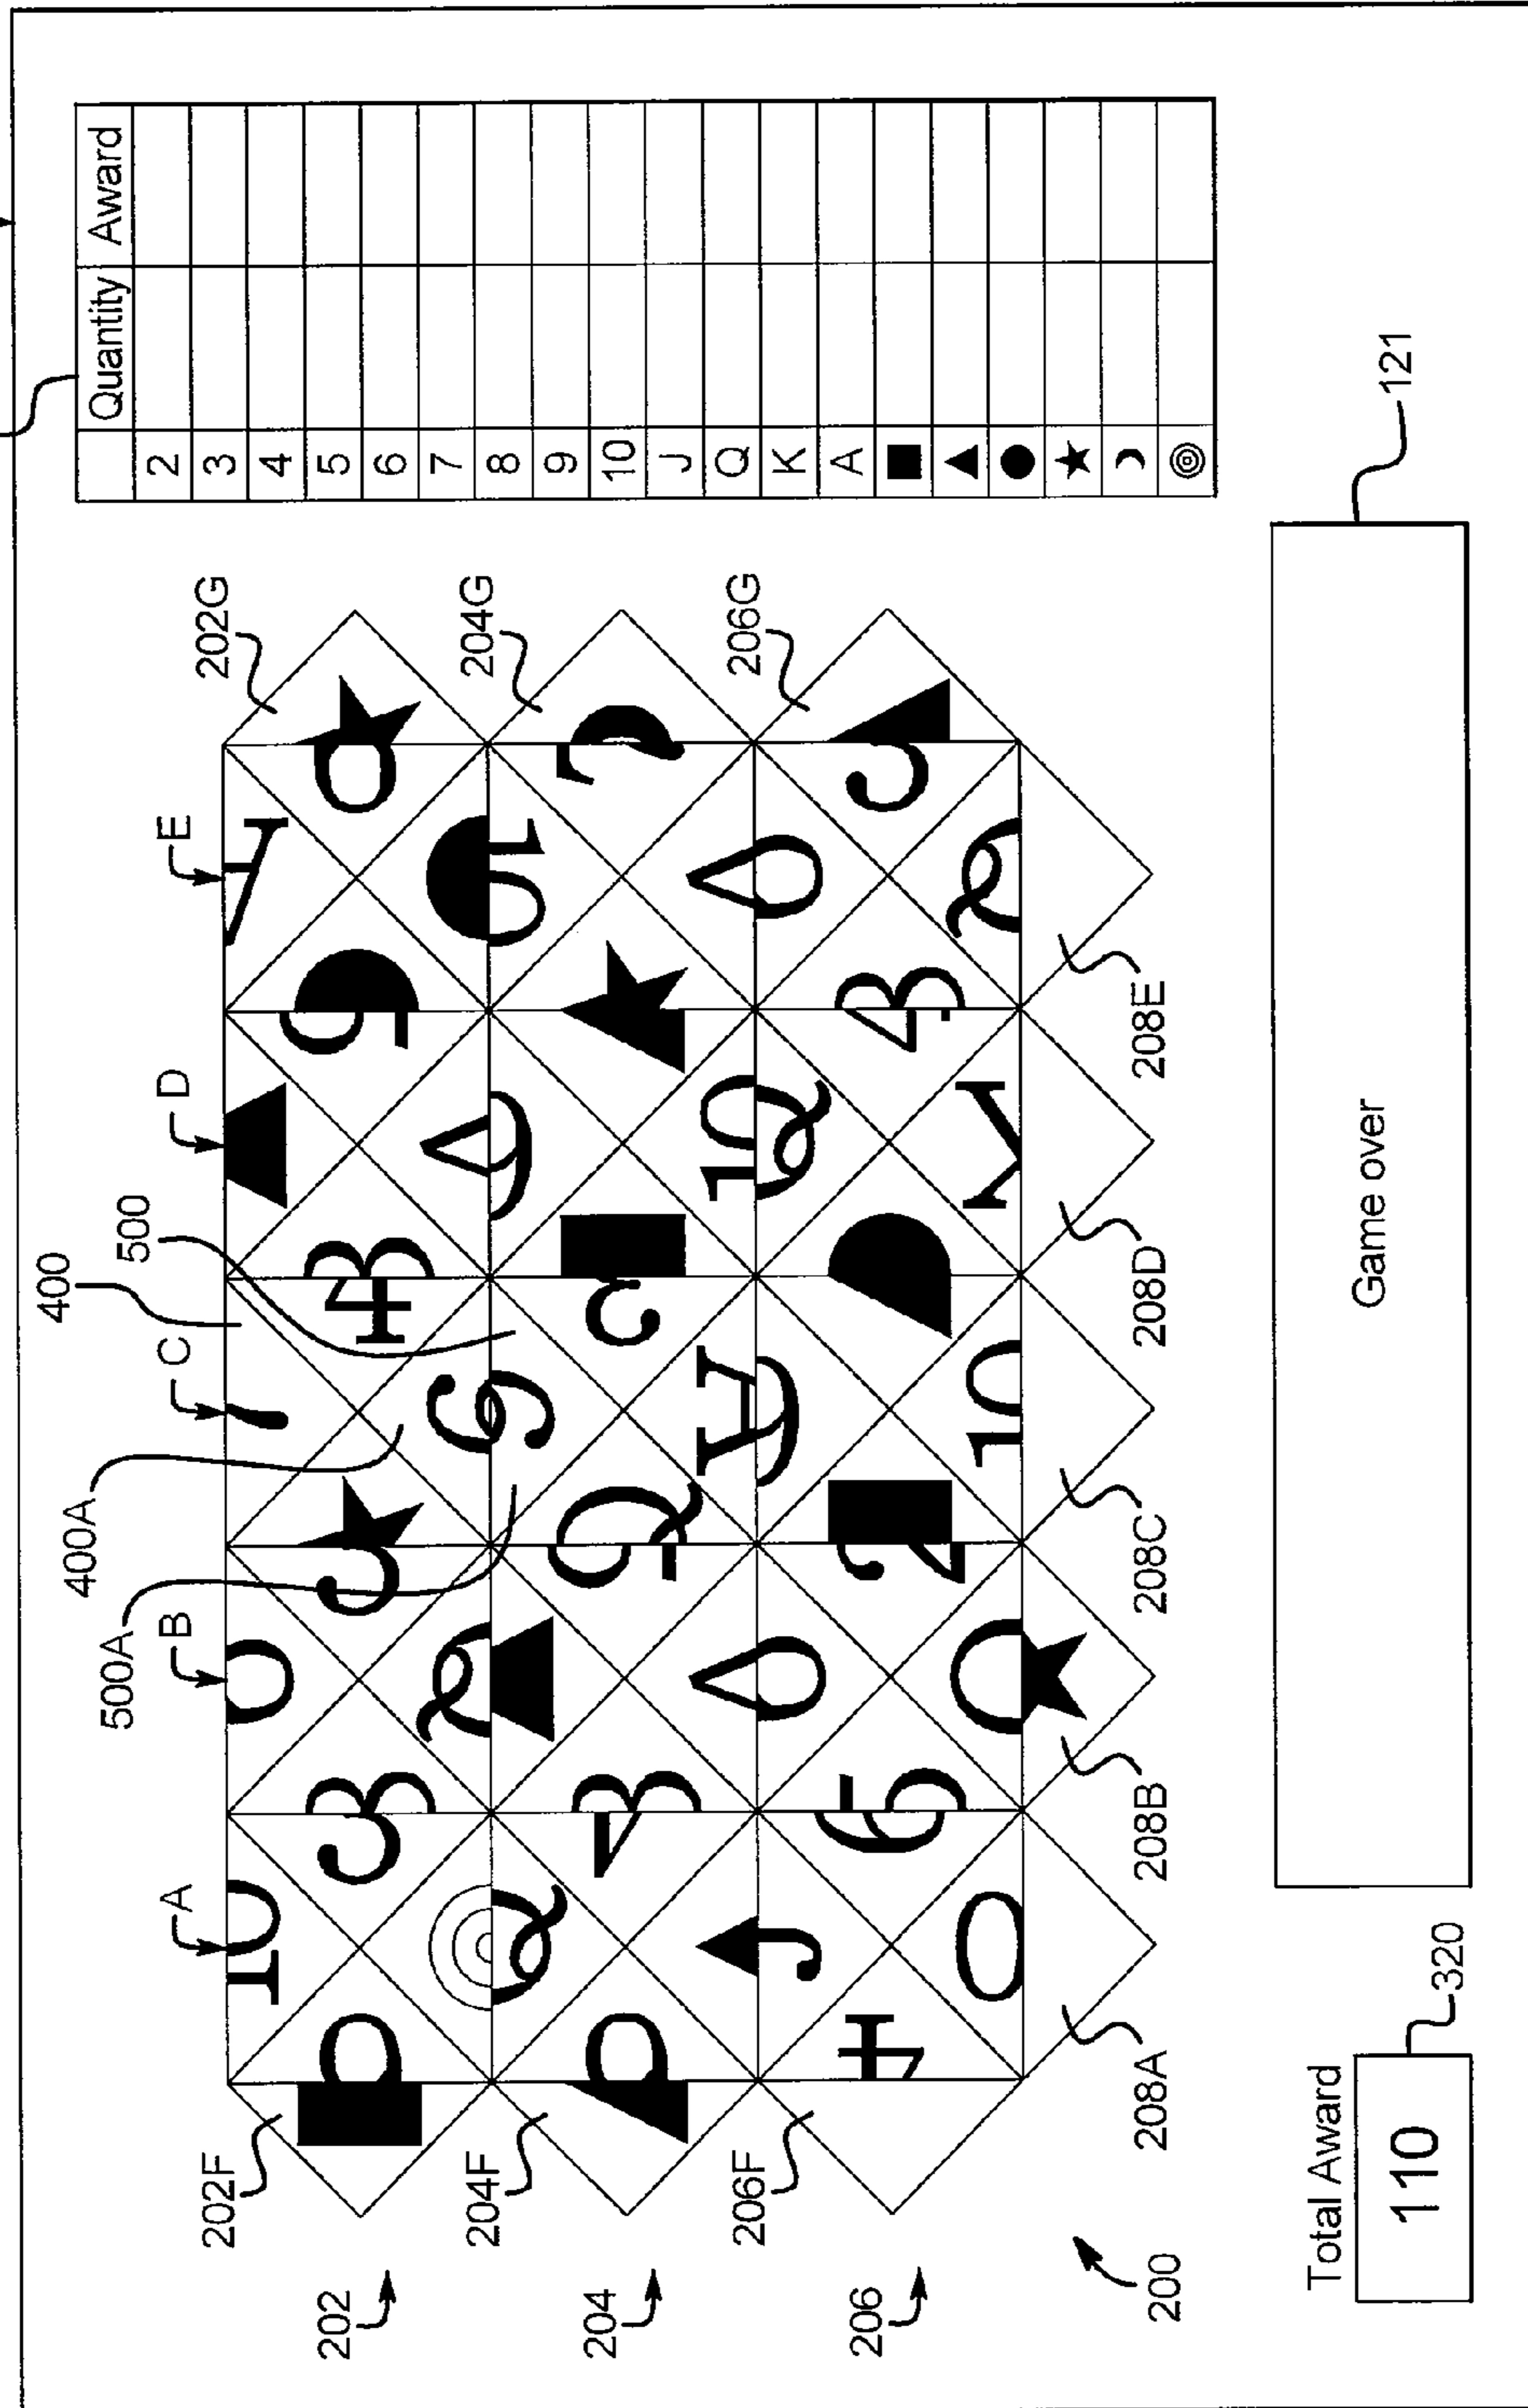 Quantity Award
2
3
4
5
6
7
8
9
10
J
Q
K
A
400
500
400A
500A
A
B
C
D
E
202F
202G
202
204F
204G
204
206F
206G
206
208A
208B
208C
208D
208E
200
Total Award
110
320
Game over
121